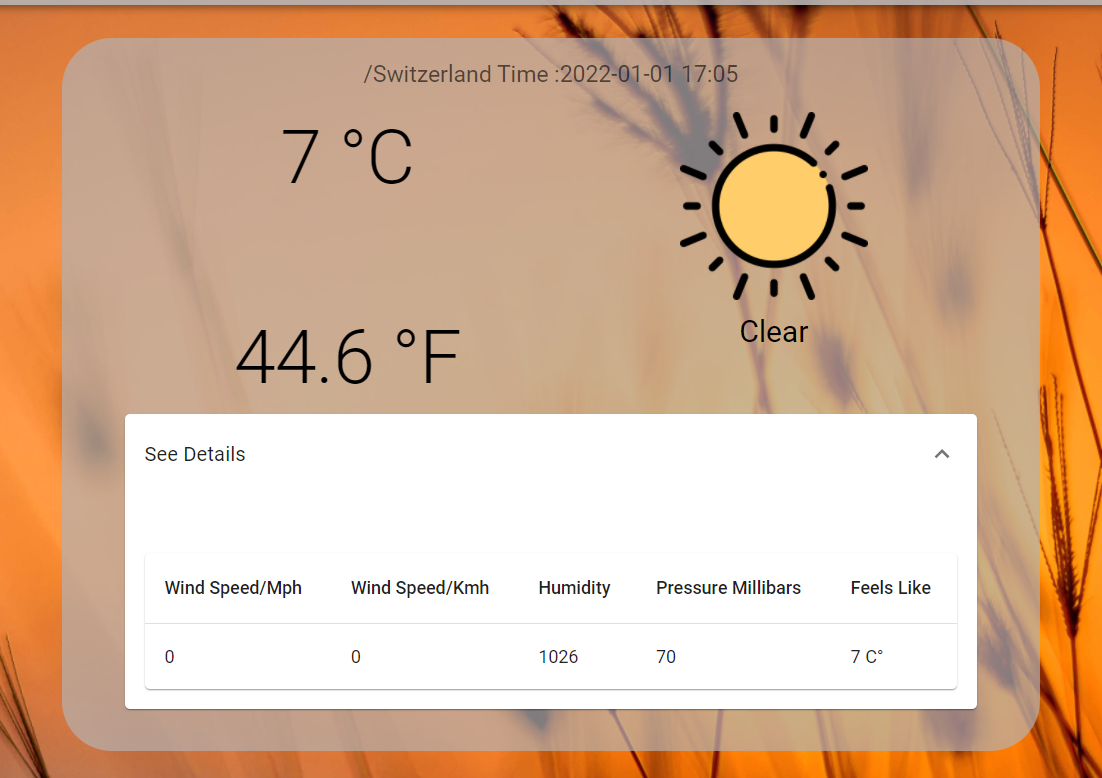 /Switzerland Time :2022-01-01 17:05
7 °C
44.6 °F
Clear
See Details
Wind Speed/Mph Wind Speed/Kmh Humidity Pressure Millibars Feels Like
0 0 1026 70 7 C°